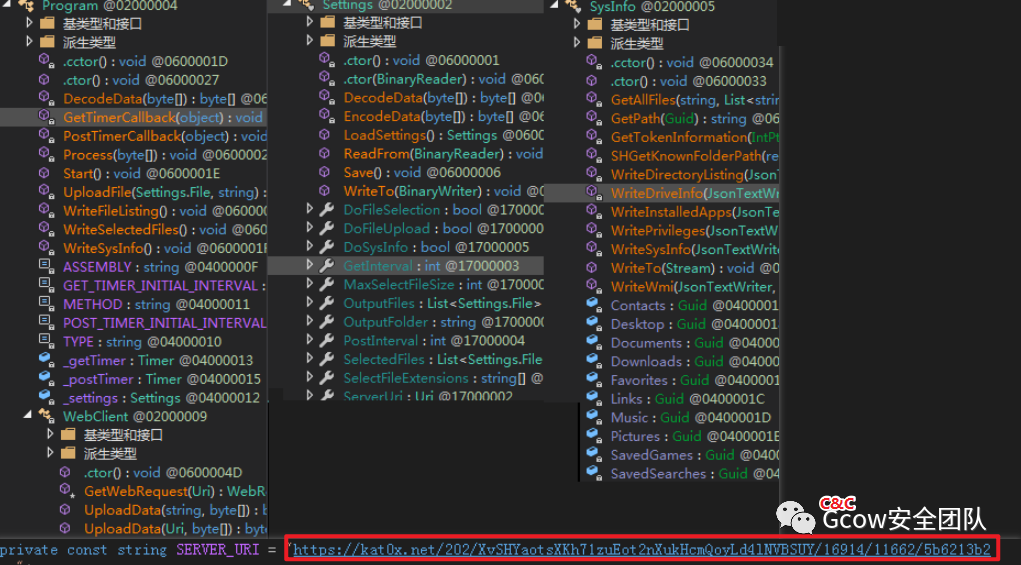 Program @02000004
基类型和接口
派生类型
.cctor() : void @0600001D
.ctor() : void @06000027
DecodeData(byte[]) : byte[] @06
GetTimerCallback(object) : void
PostTimerCallback(object) : void
Process(byte[]) : void @0600002
Start() : void @0600001E
UploadFile(Settings.File, string) :
WriteFileListing() : void @060000
WriteSelectedFiles() : void @060
WriteSysInfo() : void @0600001F
ASSEMBLY : string @0400000F
GET_TIMER_INITIAL_INTERVAL :
METHOD : string @04000011
POST_TIMER_INITIAL_INTERVAL
TYPE : string @04000010
_getTimer : Timer @04000013
_postTimer : Timer @04000015
_settings : Settings @04000012
WebClient @02000009
基类型和接口
派生类型
.ctor() : void @0600004D
GetWebRequest(Uri) : WebR
UploadData(string, byte[]) : b
UploadData(Uri, byte[]) : byt
Settings @02000002
基类型和接口
派生类型
.ctor() : void @06000001
.ctor(BinaryReader) : void @060
DecodeData(byte[]) : byte[] @0
EncodeData(byte[]) : byte[] @06
LoadSettings() : Settings @0600
ReadFrom(BinaryReader) : void
Save() : void @06000006
WriteTo(BinaryWriter) : void @0
DoFileSelection : bool @170000
DoFileUpload : bool @1700000
DoSysInfo : bool @17000005
GetInterval : int @17000003
MaxSelectFileSize : int @17000
OutputFiles : List<Settings.File>
OutputFolder : string @170000
PostInterval : int @17000004
SelectedFiles : List<Settings.File
SelectFileExtensions : string[] @
ServerUri : Uri @17000002
SysInfo @02000005
基类型和接口
派生类型
.cctor() : void @06000034
.ctor() : void @06000033
GetAllFiles(string, List<strin
GetPath(Guid) : string @06
GetTokenInformation(IntPt
SHGetKnownFolderPath(re
WriteDirectoryListing(Json
WriteDriveInfo(JsonTextWr
WriteInstalledApps(JsonTe
WritePrivileges(JsonTextW
WriteSysInfo(JsonTextWrite
WriteTo(Stream) : void @0
WriteWmi(JsonTextWriter,
Contacts : Guid @0400001
Desktop : Guid @0400001
Documents : Guid @0400
Downloads : Guid @0400
Favorites : Guid @040001
Links : Guid @0400001C
Music : Guid @0400001D
Pictures : Guid @0400001E
SavedGames : Guid @040
SavedSearches : Guid @04
C&C
Gcow安全团队
private const string SERVER_URI = "https://kat0x.net/202/XvSHYaotsXKh71zuEot2nXukHcmQoyLd4lNVBSUY/16914/11662/5b6213b2